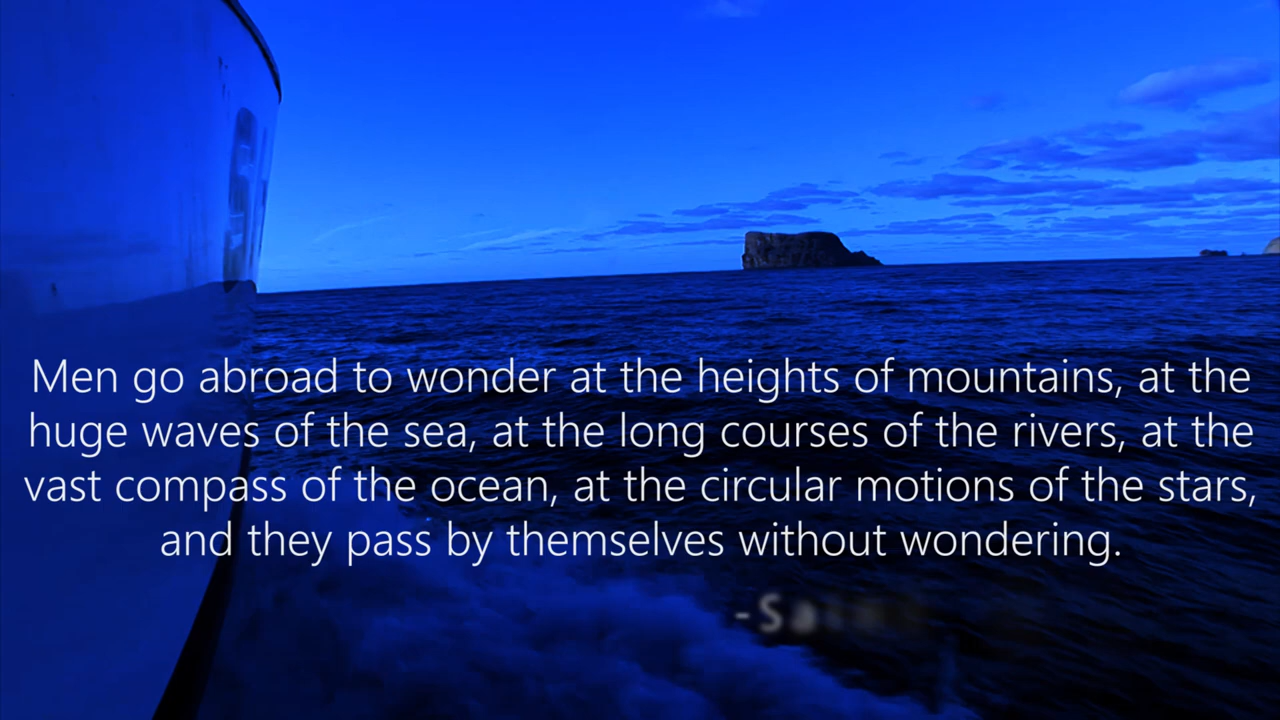 Men go abroad to wonder at the heights of mountains, at the
huge waves of the sea, at the long courses of the rivers, at the
vast compass of the ocean, at the circular motions of the stars,
and they pass by themselves without wondering.